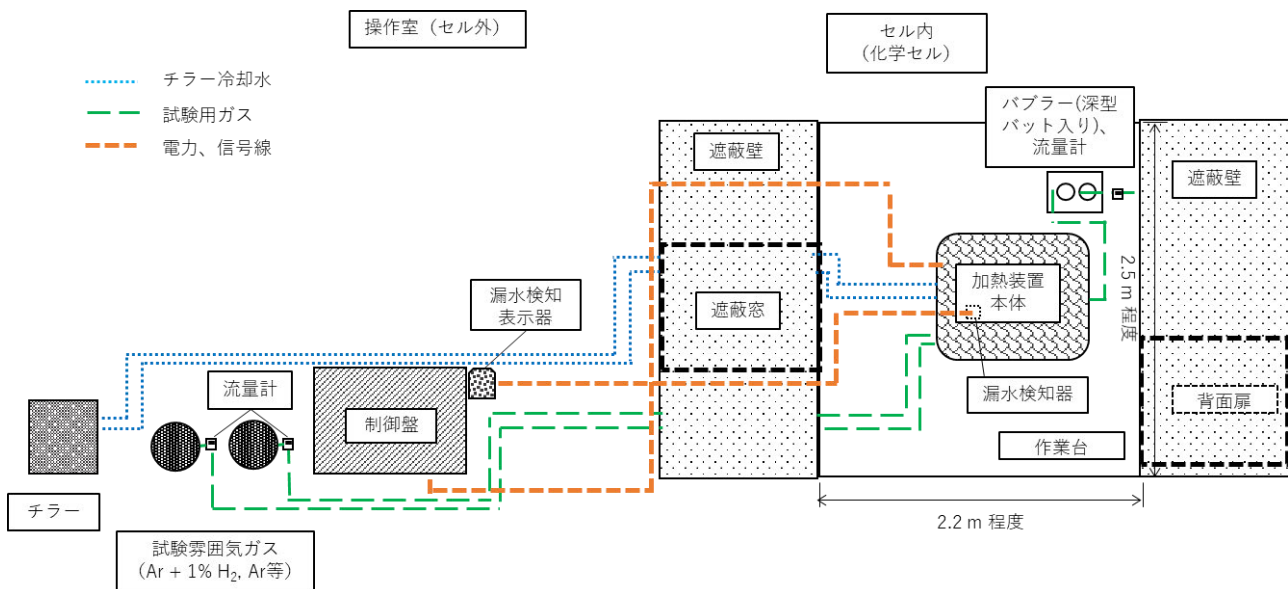 操作室（セル外）
セル内
(化学セル）
チラー冷却水
試験用ガス
電力、信号線
バブラー(深型
バット入り)、
流量計
遮蔽壁
遮蔽壁
漏水検知
表示器
遮蔽窓
加熱装置
本体
2.5 m 程度
流量計
制御盤
漏水検知器
背面扉
作業台
チラー
2.2 m 程度
試験雰囲気ガス
（Ar + 1% H₂, Ar等）